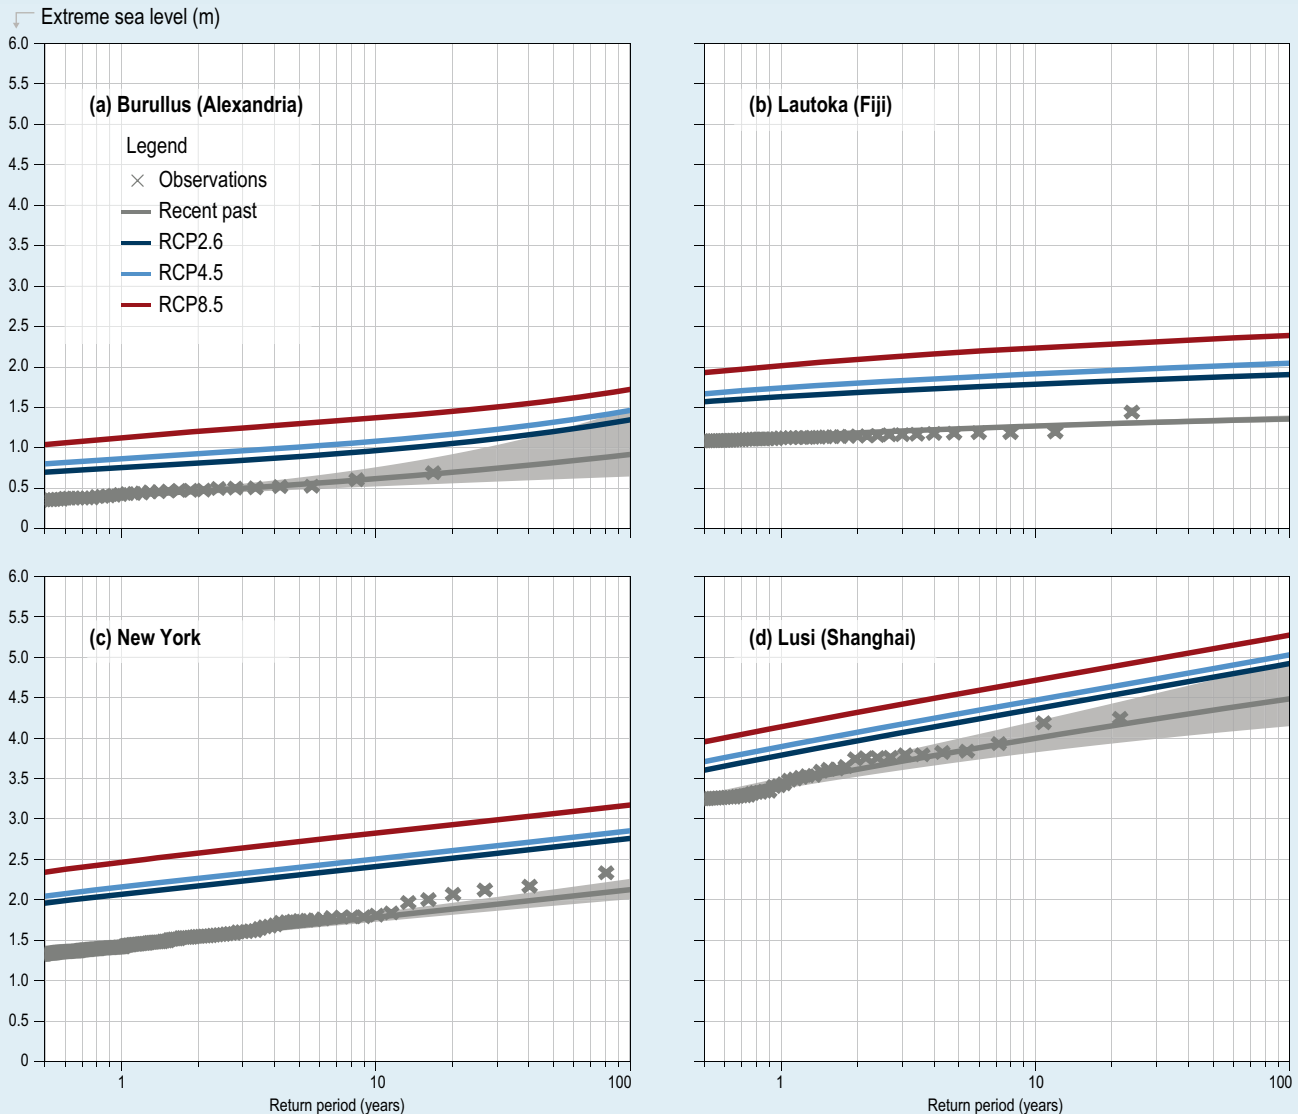 Extreme sea level (m)
6.0
5.5
5.0
4.5
4.0
3.5
3.0
2.5
2.0
1.5
1.0
0.5
0
(a) Burullus (Alexandria)
Legend
Observations
Recent past
RCP2.6
RCP4.5
RCP8.5
(b) Lautoka (Fiji)
6.0
5.5
5.0
4.5
4.0
3.5
3.0
2.5
2.0
1.5
1.0
0.5
0
(c) New York
1 10 100
Return period (years)
(d) Lusi (Shanghai)
1 10 100
Return period (years)